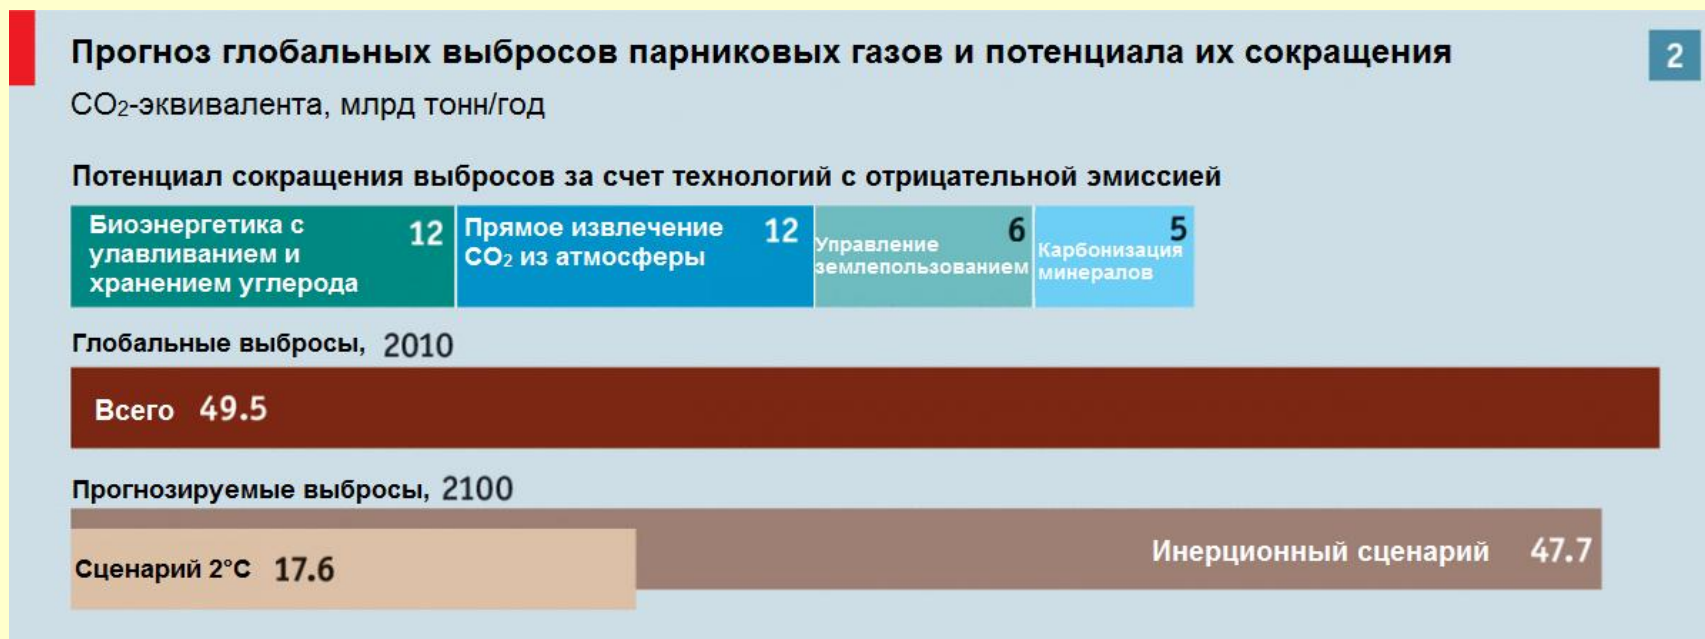 Прогноз глобальных выбросов парниковых газов и потенциала их сокращения
2
CO₂-эквивалента, млрд тонн/год
Потенциал сокращения выбросов за счет технологий с отрицательной эмиссией
Биоэнергетика с
улавливанием и
хранением углерода
12
Прямое извлечение
CO₂ из атмосферы
12
Управление
землепользованием
6
Карбонизация
минералов
5
Глобальные выбросы, 2010
Всего 49.5
Прогнозируемые выбросы, 2100
Сценарий 2°C 17.6
Инерционный сценарий 47.7